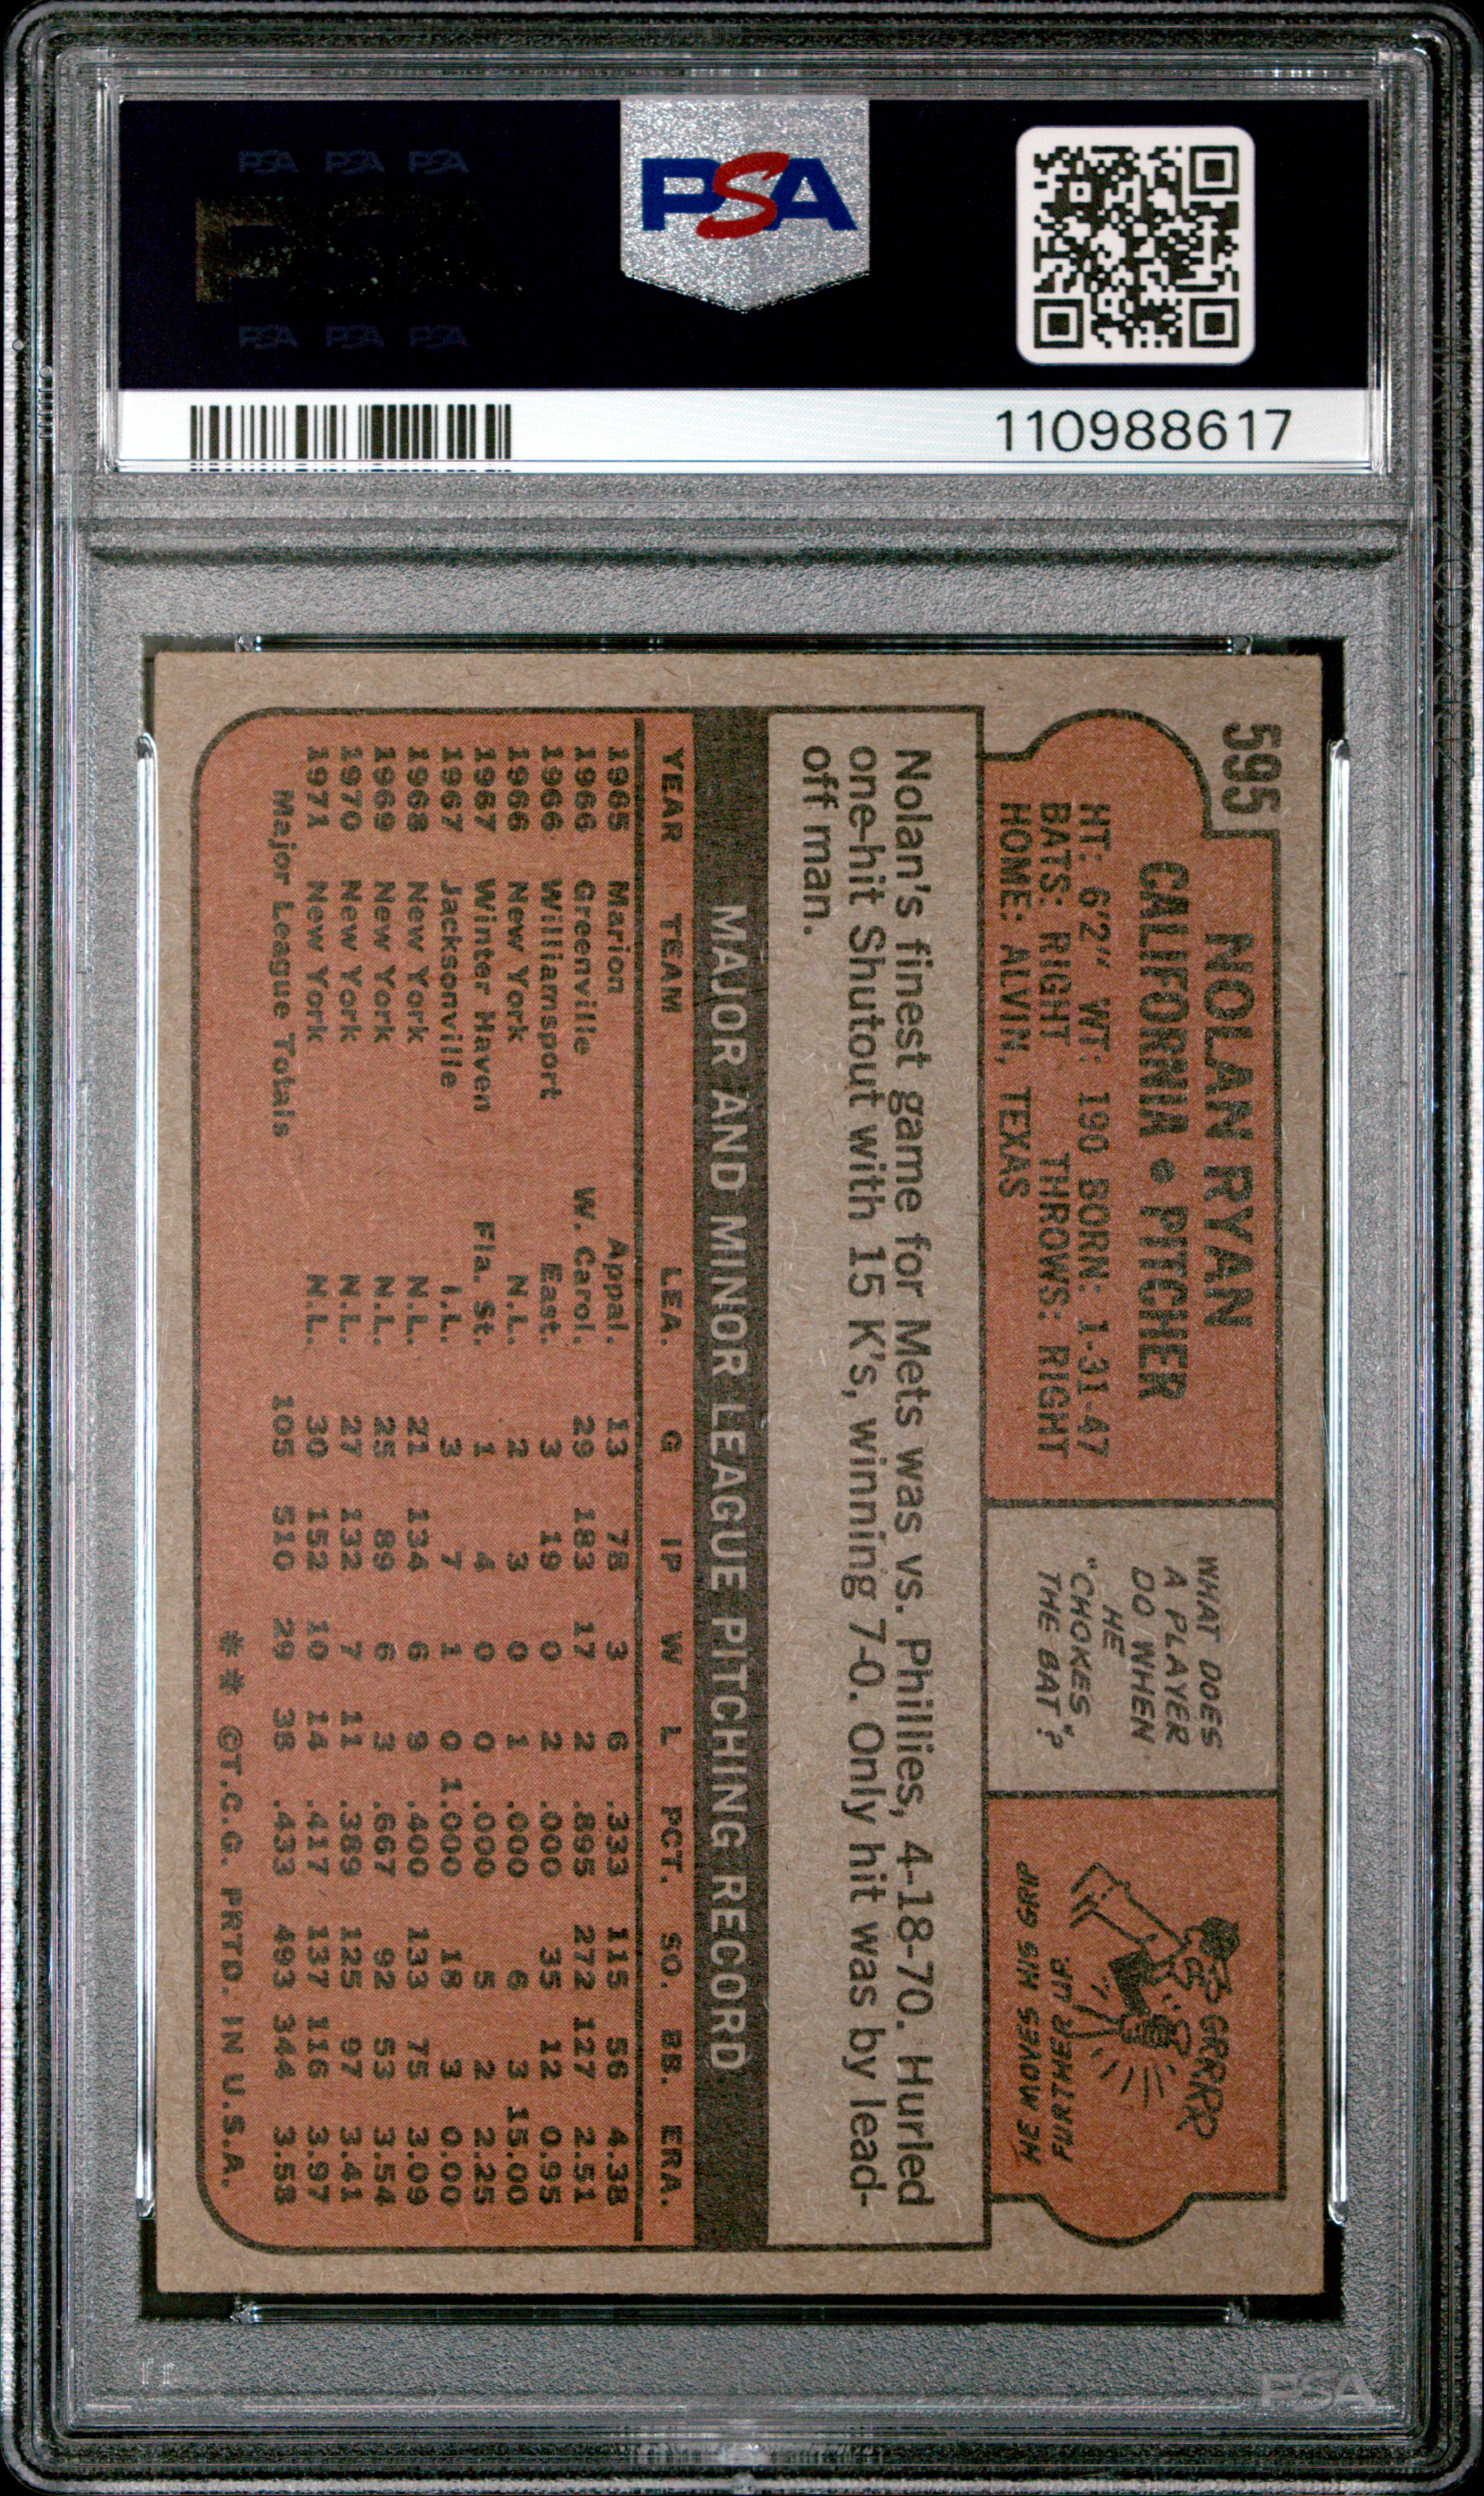 PSA PSA PSA
PSA
PSA
PSA PSA PSA
110988617
595
NOLAN RYAN
CALIFORNIA • PITCHER
HT: 6'2" WT: 190 BORN: 1-31-47
BATS: RIGHT THROWS: RIGHT
HOME: ALVIN, TEXAS
WHAT DOES
A PLAYER
DO WHEN
HE
"CHOKES"
THE BAT?
GRRRR
HE MOVES HIS GRIP
FURTHER UP.
Nolan's finest game for Mets was vs. Phillies, 4-18-70. Hurled
one-hit Shutout with 15 K's, winning 7-0. Only hit was by lead-
off man.
MAJOR AND MINOR LEAGUE PITCHING RECORD
YEAR TEAM LEA. G IP W L PCT. SO. BB. ERA.
1965 Marion Appal. 13 78 3 6 .333 115 56 4.38
1966 Greenville W. Carol. 29 183 17 2 .895 272 127 2.51
1966 Williamsport East. 3 19 0 2 .000 35 12 0.95
1966 New York N.L. 2 3 0 1 .000 6 3 15.00
1967 Winter Haven Fla. St. 1 4 0 0 .000 5 2 2.25
1967 Jacksonville I.L. 3 7 1 0 1.000 18 3 0.00
1968 New York N.L. 21 134 6 9 .400 133 75 3.09
1969 New York N.L. 25 89 6 3 .667 92 53 3.54
1970 New York N.L. 27 132 7 11 .389 125 97 3.41
1971 New York N.L. 30 152 10 14 .417 137 116 3.97
Major League Totals 105 510 29 38 .433 493 344 3.58
** ©T.C.G. PRTD. IN U.S.A.
PSA